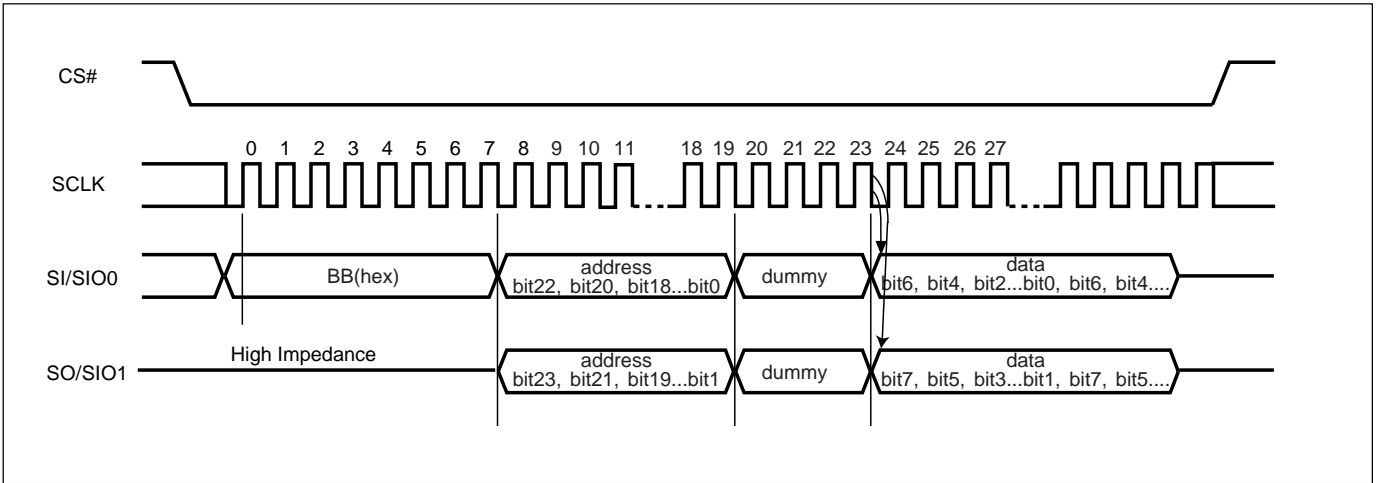 CS#
0 1 2 3 4 5 6 7 8 9 10 11 18 19 20 21 22 23 24 25 26 27
SCLK
SI/SIO0
BB(hex)
address
bit22, bit20, bit18...bit0
dummy
data
bit6, bit4, bit2...bit0, bit6, bit4....
High Impedance
SO/SIO1
address
bit23, bit21, bit19...bit1
dummy
data
bit7, bit5, bit3...bit1, bit7, bit5....